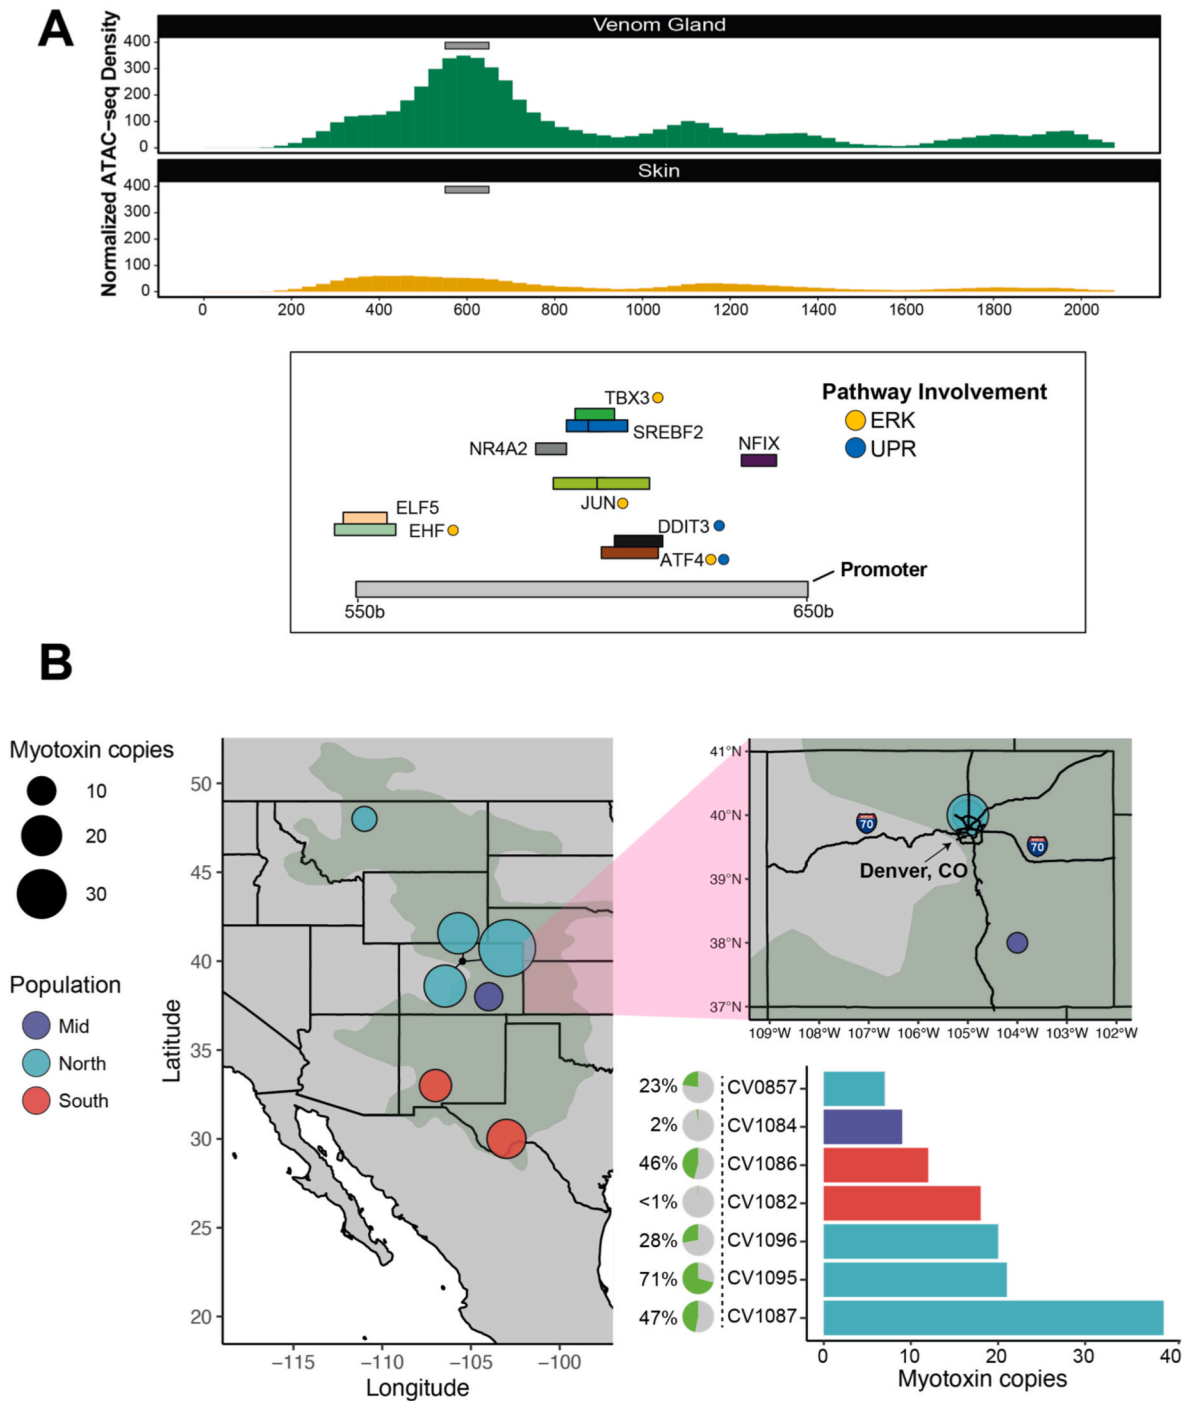 A
Venom Gland
Normalized ATAC-seq Density
400
300
200
100
0
Skin
400
300
200
100
0
0 200 400 600 800 1000 1200 1400 1600 1800 2000
TBX3
SREBF2
NR4A2
NFIX
JUN
ELF5
EHF
DDIT3
ATF4
Pathway Involvement
ERK
UPR
Promoter
550b 650b
B
Myotoxin copies
10
20
30
Population
Mid
North
South
Latitude
50
45
40
35
30
25
20
−115 −110 −105 −100
Longitude
41°N
40°N
39°N
38°N
37°N
70
70
Denver, CO
109°W 108°W 107°W 106°W 105°W 104°W 103°W 102°W
23% CV0857
2% CV1084
46% CV1086
<1% CV1082
28% CV1096
71% CV1095
47% CV1087
0 10 20 30 40
Myotoxin copies